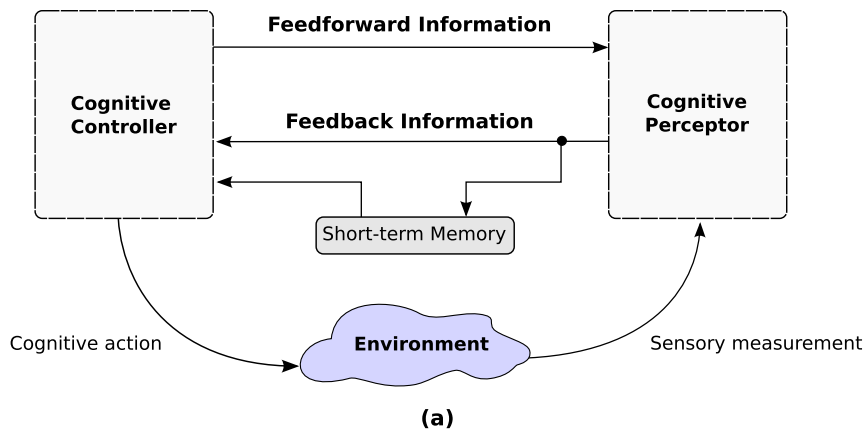 Feedforward Information
Cognitive
Controller
Cognitive
Perceptor
Feedback Information
Short-term Memory
Cognitive action
Environment
Sensory measurement
(a)